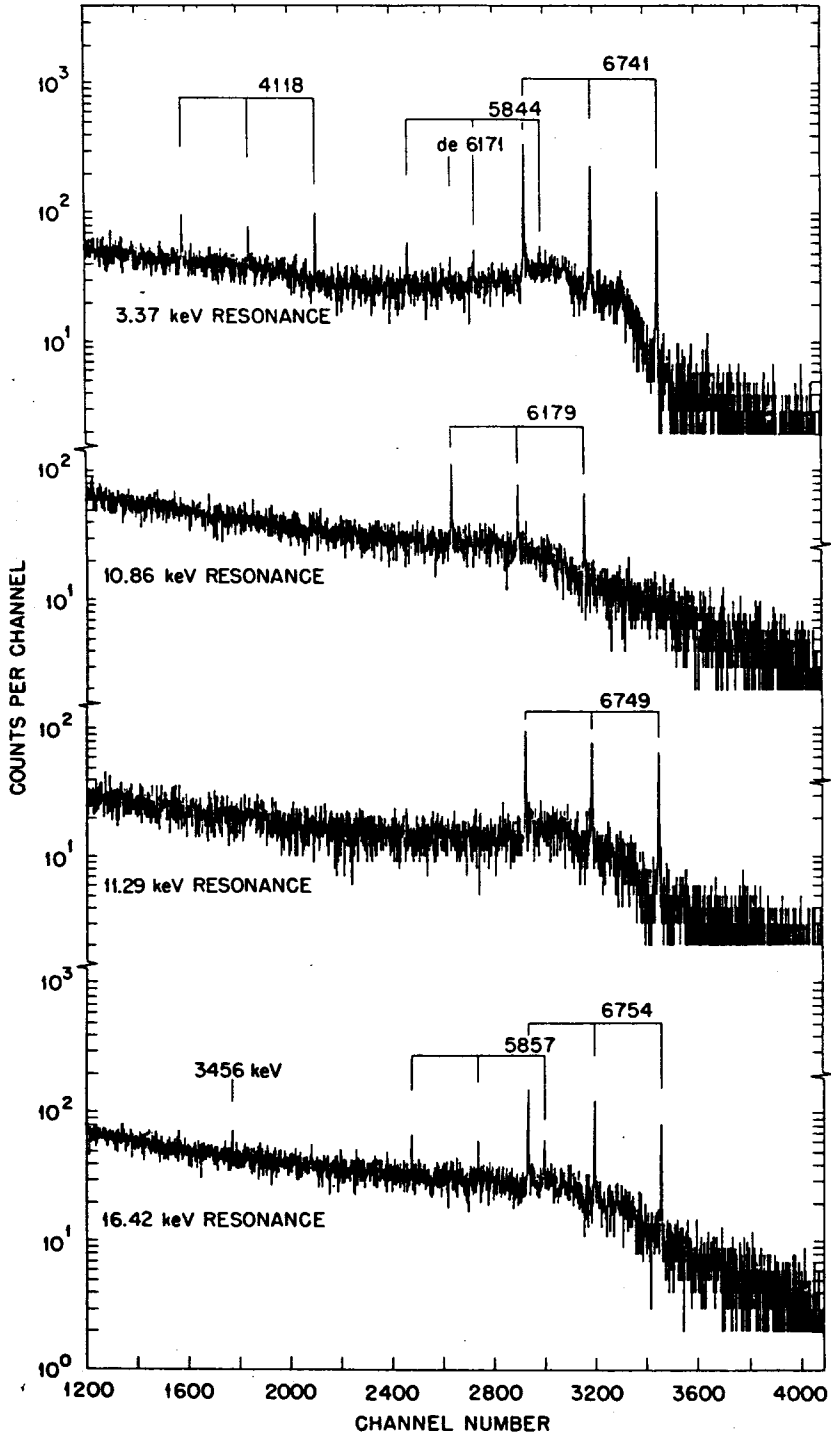 10³
6741
4118
5844
de 6171
10²
10¹
3.37 keV RESONANCE
6179
10²
10¹
10.86 keV RESONANCE
6749
10²
10¹
11.29 keV RESONANCE
10³
6754
5857
3456 keV
10²
10¹
16.42 keV RESONANCE
10⁰
COUNTS PER CHANNEL
1200 1600 2000 2400 2800 3200 3600 4000
CHANNEL NUMBER